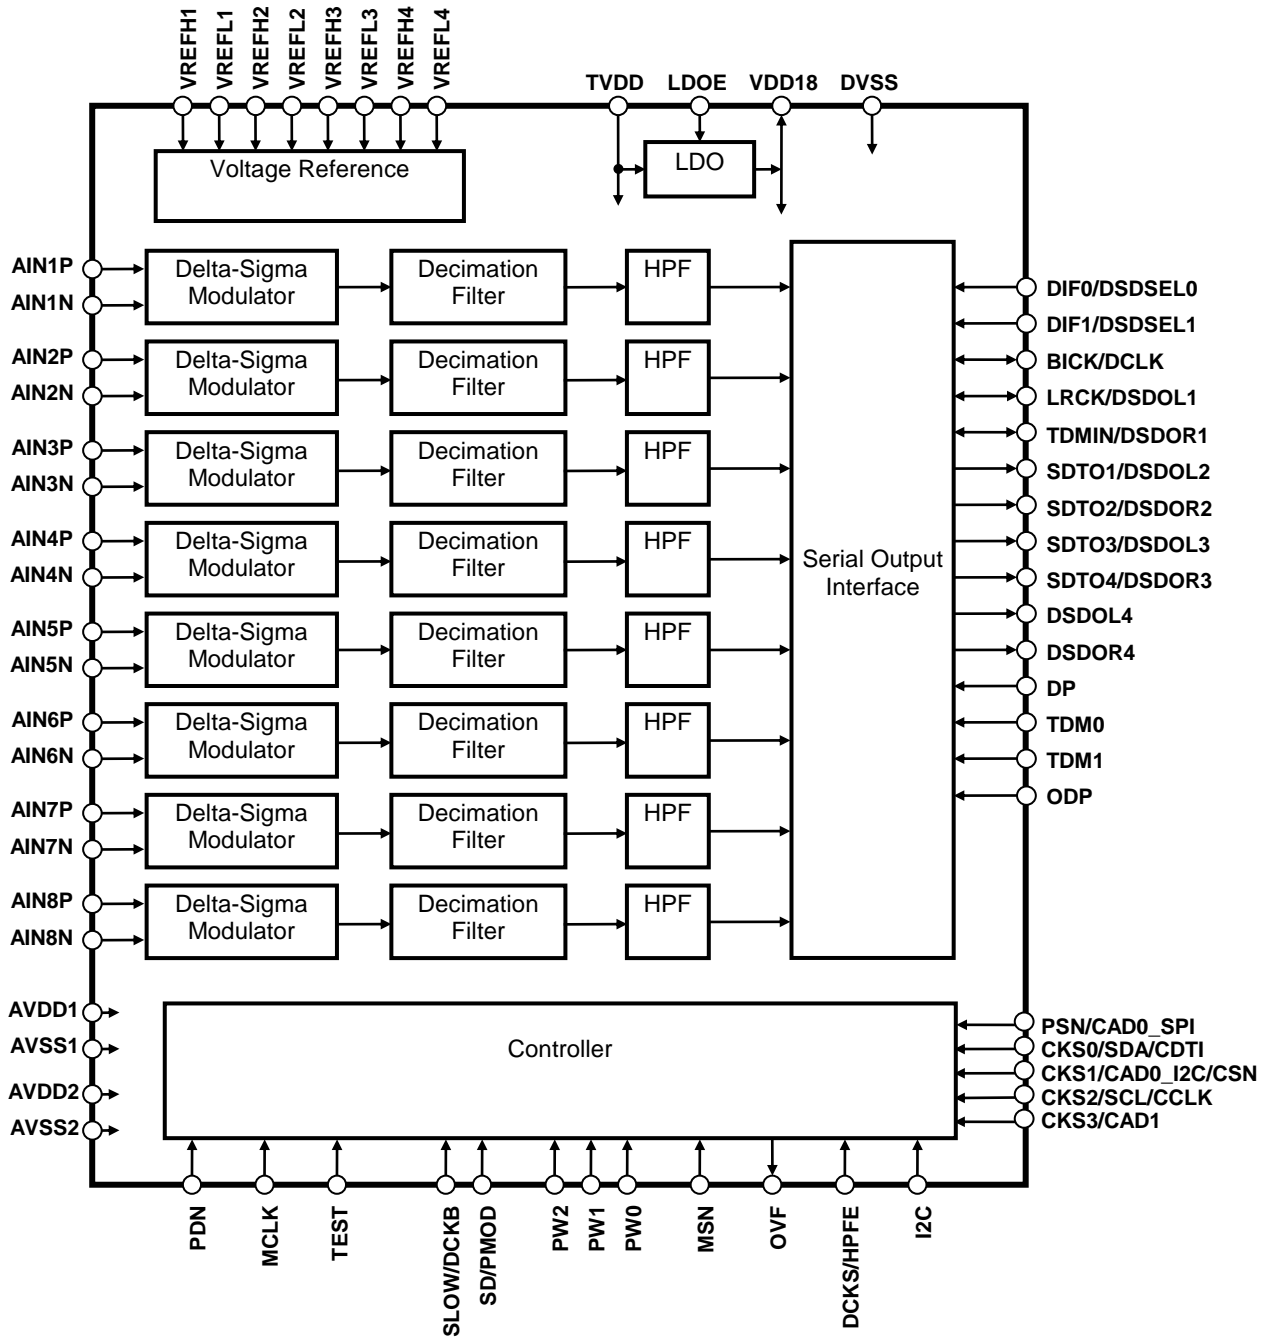 VREFH1
VREFL1
VREFH2
VREFL2
VREFH3
VREFL3
VREFH4
VREFL4
TVDD
LDOE
VDD18
DVSS
Voltage Reference
LDO
AIN1P
AIN1N
Delta-Sigma
Modulator
Decimation
Filter
HPF
AIN2P
AIN2N
Delta-Sigma
Modulator
Decimation
Filter
HPF
AIN3P
AIN3N
Delta-Sigma
Modulator
Decimation
Filter
HPF
AIN4P
AIN4N
Delta-Sigma
Modulator
Decimation
Filter
HPF
AIN5P
AIN5N
Delta-Sigma
Modulator
Decimation
Filter
HPF
AIN6P
AIN6N
Delta-Sigma
Modulator
Decimation
Filter
HPF
AIN7P
AIN7N
Delta-Sigma
Modulator
Decimation
Filter
HPF
AIN8P
AIN8N
Delta-Sigma
Modulator
Decimation
Filter
HPF
Serial Output
Interface
DIF0/DSDSEL0
DIF1/DSDSEL1
BICK/DCLK
LRCK/DSDOL1
TDMIN/DSDOR1
SDTO1/DSDOL2
SDTO2/DSDOR2
SDTO3/DSDOL3
SDTO4/DSDOR3
DSDOL4
DSDOR4
DP
TDM0
TDM1
ODP
AVDD1
AVSS1
AVDD2
AVSS2
Controller
PSN/CAD0_SPI
CKS0/SDA/CDTI
CKS1/CAD0_I2C/CSN
CKS2/SCL/CCLK
CKS3/CAD1
PDN
MCLK
TEST
SLOW/DCKB
SD/PMOD
PW2
PW1
PW0
MSN
OVF
DCKS/HPFE
I2C